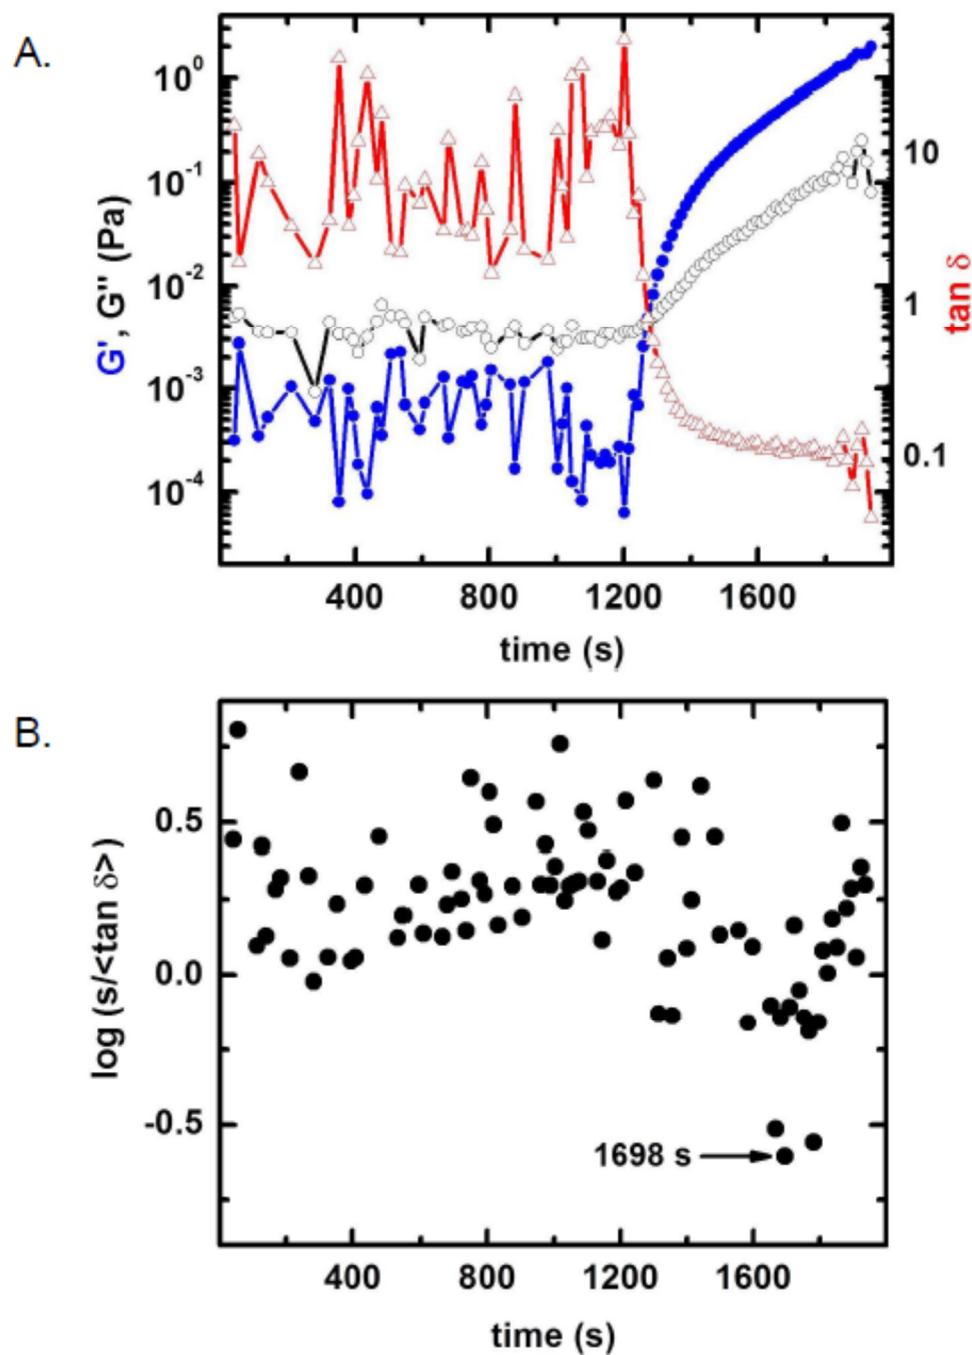 A.
10⁰
10⁻¹
10⁻²
10⁻³
10⁻⁴
G', G'' (Pa)
10
1
0.1
tan δ
400 800 1200 1600
time (s)
B.
0.5
0.0
-0.5
log (s/<tan δ>)
1698 s
400 800 1200 1600
time (s)